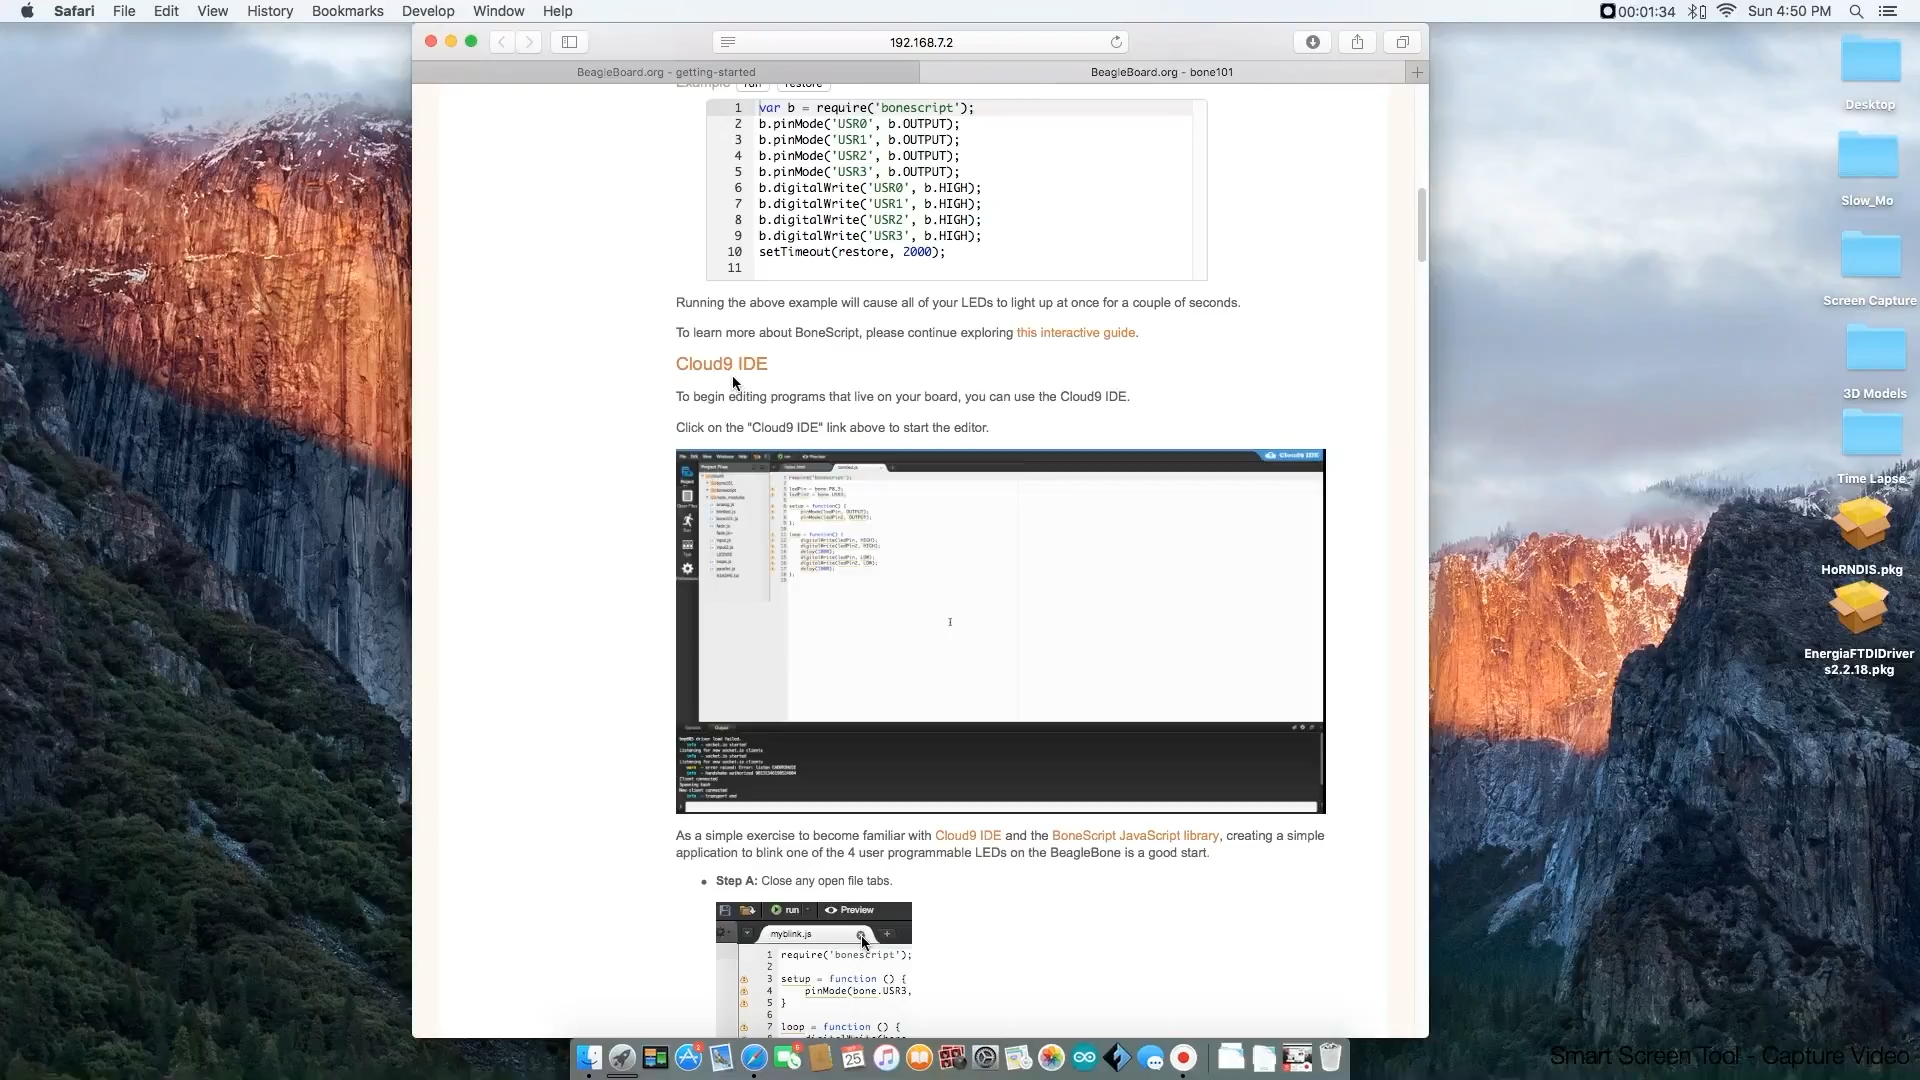 Safari File Edit View History Bookmarks Develop Window Help
00:01:34 Sun 4:50 PM
192.168.7.2
BeagleBoard.org - getting-started
BeagleBoard.org - bone101
Example run restore
1 var b = require('bonescript');
2 b.pinMode('USR0', b.OUTPUT);
3 b.pinMode('USR1', b.OUTPUT);
4 b.pinMode('USR2', b.OUTPUT);
5 b.pinMode('USR3', b.OUTPUT);
6 b.digitalWrite('USR0', b.HIGH);
7 b.digitalWrite('USR1', b.HIGH);
8 b.digitalWrite('USR2', b.HIGH);
9 b.digitalWrite('USR3', b.HIGH);
10 setTimeout(restore, 2000);
11
Running the above example will cause all of your LEDs to light up at once for a couple of seconds.
To learn more about BoneScript, please continue exploring this interactive guide.
Cloud9 IDE
To begin editing programs that live on your board, you can use the Cloud9 IDE.
Click on the "Cloud9 IDE" link above to start the editor.
Cloud9 IDE
As a simple exercise to become familiar with Cloud9 IDE and the BoneScript JavaScript library, creating a simple
application to blink one of the 4 user programmable LEDs on the BeagleBone is a good start.
Step A: Close any open file tabs.
run Preview
myblink.js
1 require('bonescript');
2
3 setup = function () {
4 pinMode(bone.USR3,
5 }
6
7 loop = function () {
Desktop
Slow_Mo
Screen Capture
3D Models
Time Lapse
HoRNDIS.pkg
EnergiaFTDIDriver
s2.2.18.pkg
25
Smart Screen Tool - Capture Video